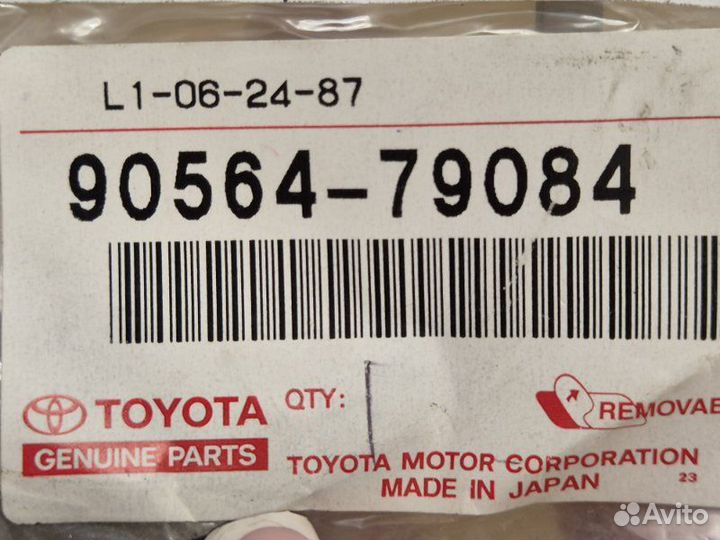 L1-06-24-87
90564-79084
TOYOTA
GENUINE PARTS
QTY:
REMOVAB
TOYOTA MOTOR CORPORATION
MADE IN JAPAN
23
Avito